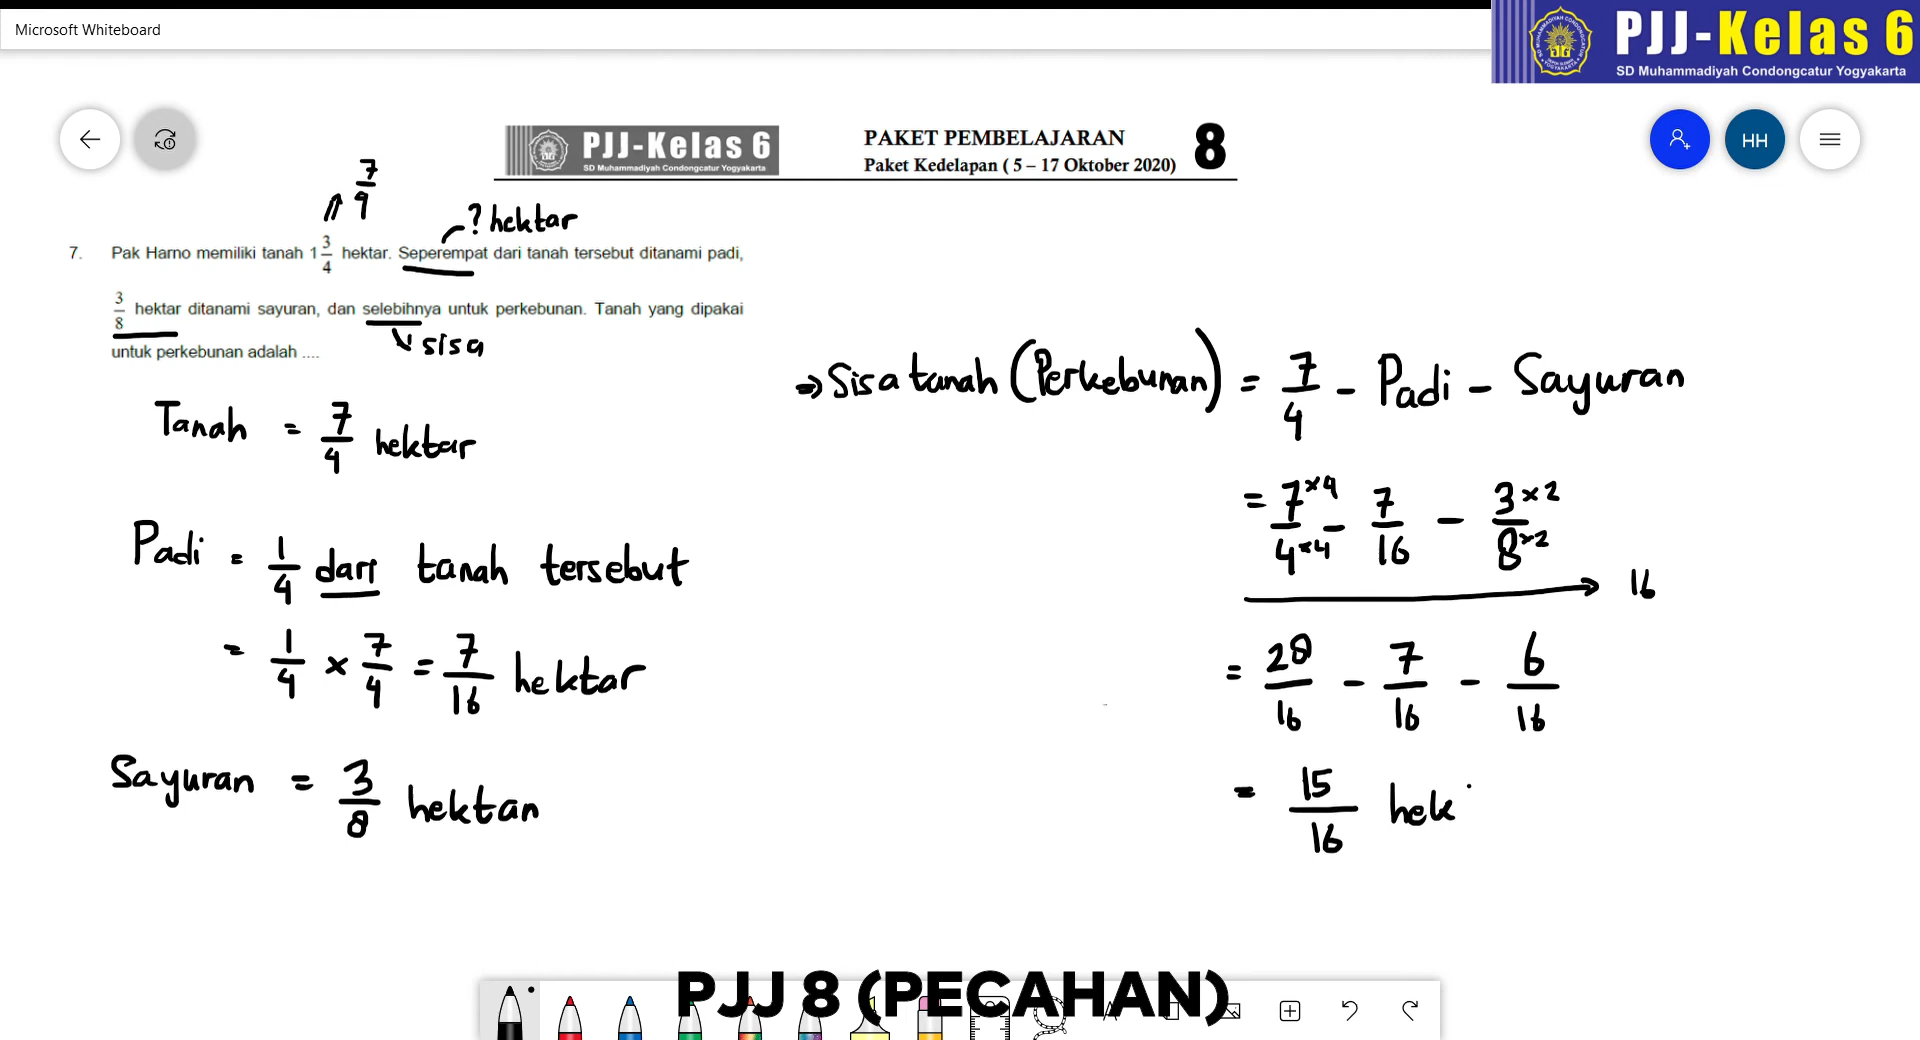 Microsoft Whiteboard
PJJ-Kelas 6
SD Muhammadiyah Condongcatur Yogyakarta
HH
PJJ-Kelas 6
SD Muhammadiyah Condongcatur Yogyakarta
PAKET PEMBELAJARAN
Paket Kedelapan ( 5 – 17 Oktober 2020)
8
7/4
? hektar
7. Pak Harno memiliki tanah 1 3/4 hektar. Seperempat dari tanah tersebut ditanami padi,
3/8 hektar ditanami sayuran, dan selebihnya untuk perkebunan. Tanah yang dipakai
sisa
untuk perkebunan adalah ....
Tanah = 7/4 hektar
Padi = 1/4 dari tanah tersebut
= 1/4 × 7/4 = 7/16 hektar
Sayuran = 3/8 hektar
⇒ Sisa tanah (Perkebunan) = 7/4 - Padi - Sayuran
= 7×4/4×4 - 7/16 - 3×2/8×2
→ 16
= 28/16 - 7/16 - 6/16
= 15/16 hek
PJJ 8 (PECAHAN)